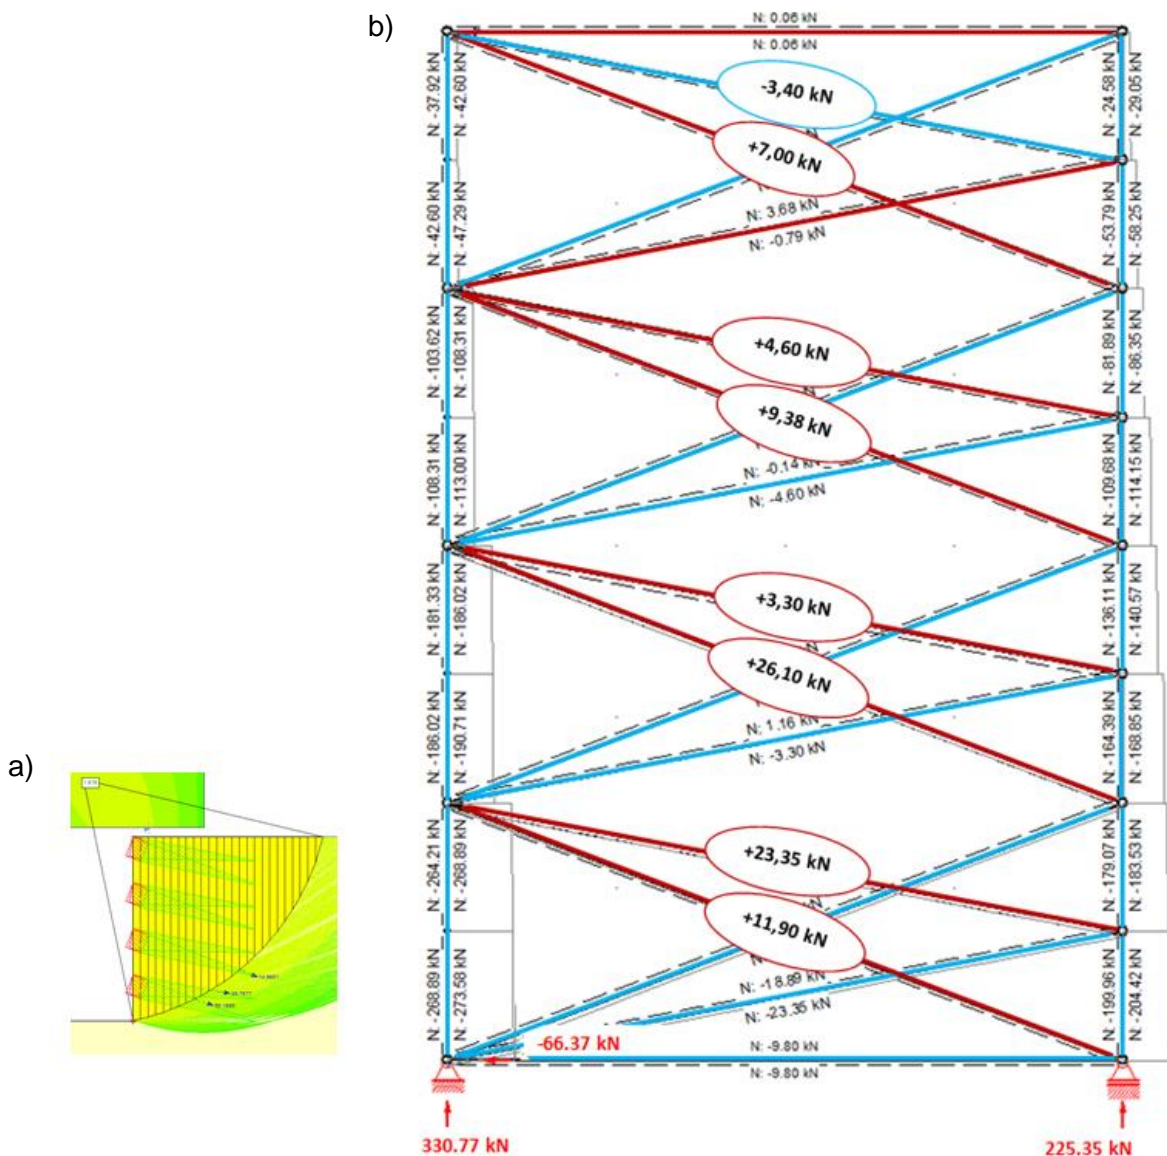 b)
N: 0.06 kN
N: 0.06 kN
N: -37.92 kN
N: -42.60 kN
-3,40 kN
N: -24.58 kN
N: -29.05 kN
+7,00 kN
N: -42.60 kN
N: -47.29 kN
N: 3.68 kN
N: -0.79 kN
N: -53.79 kN
N: -58.25 kN
N: -103.62 kN
N: -108.31 kN
+4,60 kN
N: -81.89 kN
N: -86.35 kN
+9,38 kN
N: -108.31 kN
N: -113.00 kN
N: -0.14 kN
N: -4.60 kN
N: -109.68 kN
N: -114.15 kN
N: -181.33 kN
N: -186.02 kN
+3,30 kN
N: -136.11 kN
N: -140.57 kN
+26,10 kN
N: -186.02 kN
N: -190.71 kN
N: 1.16 kN
N: -3.30 kN
N: -164.39 kN
N: -168.85 kN
a)
N: -264.21 kN
N: -268.89 kN
+23,35 kN
N: -179.07 kN
N: -183.53 kN
+11,90 kN
N: -268.89 kN
N: -273.58 kN
N: -18.89 kN
N: -23.35 kN
N: -199.96 kN
N: -204.42 kN
-66.37 kN
N: -9.80 kN
N: -9.80 kN
330.77 kN
225.35 kN